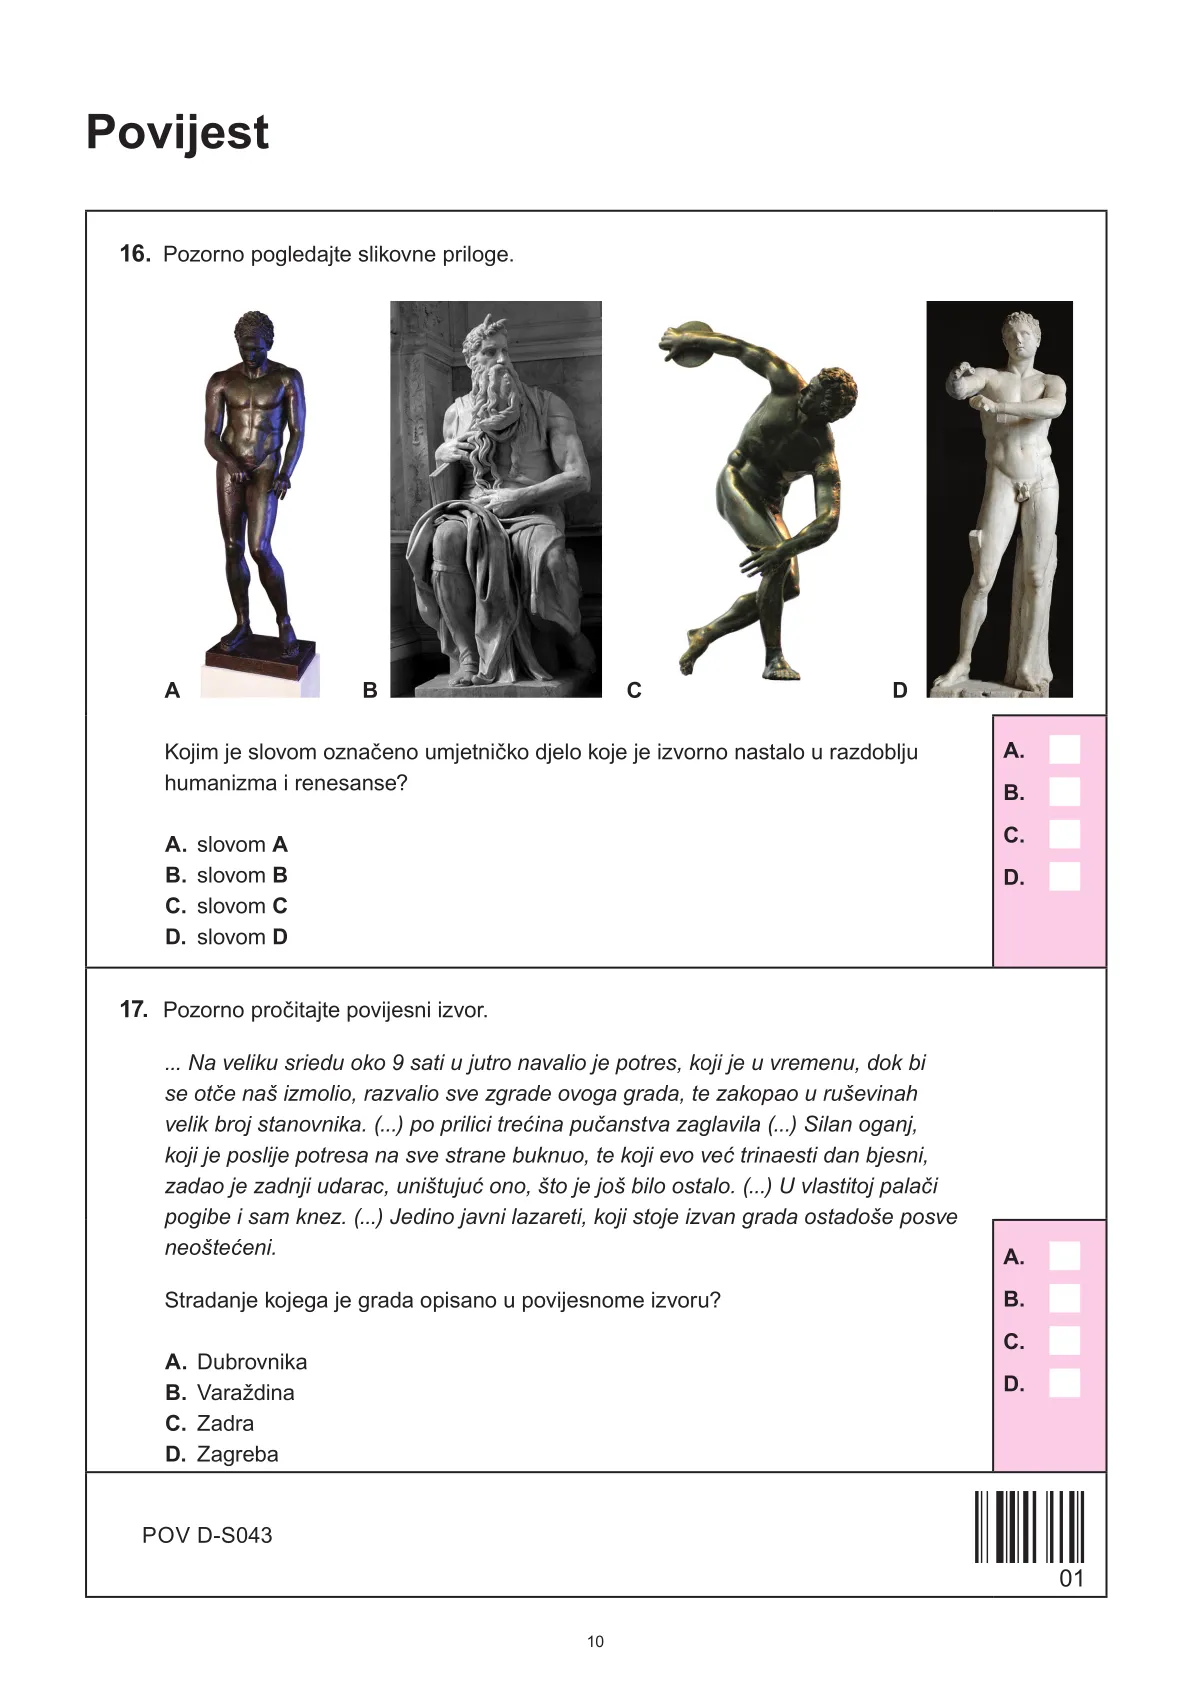 Povijest
16. Pozorno pogledajte slikovne priloge.
A B C D
Kojim je slovom označeno umjetničko djelo koje je izvorno nastalo u razdoblju
humanizma i renesanse?
A. slovom A
B. slovom B
C. slovom C
D. slovom D
A.
B.
C.
D.
17. Pozorno pročitajte povijesni izvor.
... Na veliku sriedu oko 9 sati u jutro navalio je potres, koji je u vremenu, dok bi
se otče naš izmolio, razvalio sve zgrade ovoga grada, te zakopao u ruševinah
velik broj stanovnika. (...) po prilici trećina pučanstva zaglavila (...) Silan oganj,
koji je poslije potresa na sve strane buknuo, te koji evo već trinaesti dan bjesni,
zadao je zadnji udarac, uništujuć ono, što je još bilo ostalo. (...) U vlastitoj palači
pogibe i sam knez. (...) Jedino javni lazareti, koji stoje izvan grada ostadoše posve
neoštećeni.
Stradanje kojega je grada opisano u povijesnome izvoru?
A. Dubrovnika
B. Varaždina
C. Zadra
D. Zagreba
A.
B.
C.
D.
POV D-S043
01
10